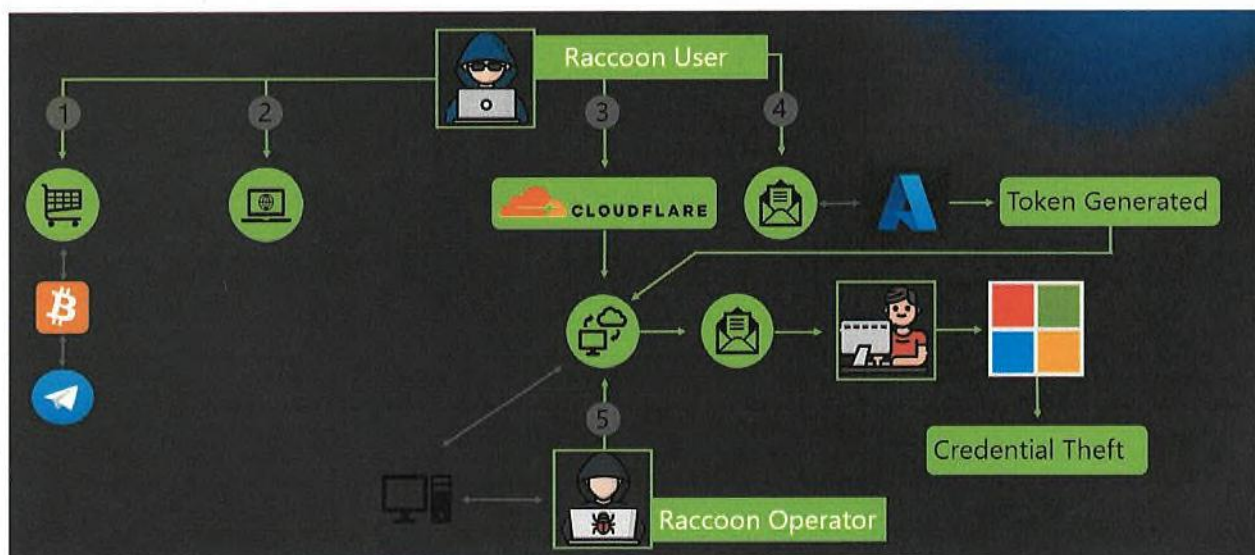 Raccoon User
1
2
3
4
CLOUDFLARE
Token Generated
5
Credential Theft
Raccoon Operator